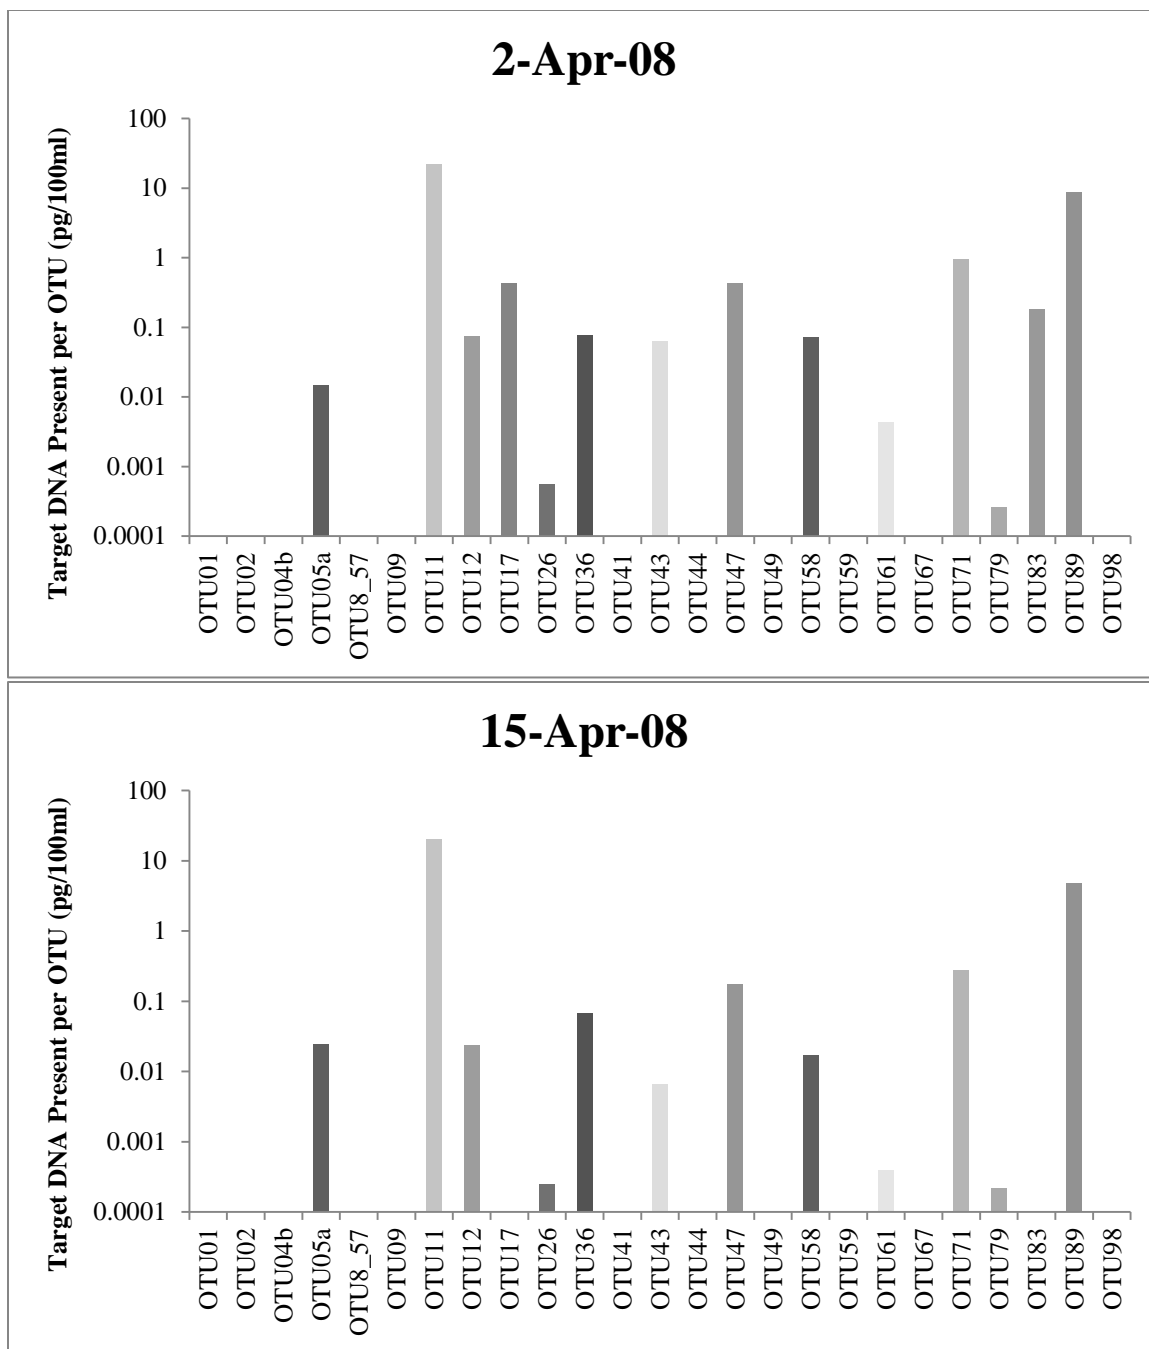 2-Apr-08
Target DNA Present per OTU (pg/100ml)
100
10
1
0.1
0.01
0.001
0.0001
OTU01
OTU02
OTU04b
OTU05a
OTU8_57
OTU09
OTU11
OTU12
OTU17
OTU26
OTU36
OTU41
OTU43
OTU44
OTU47
OTU49
OTU58
OTU59
OTU61
OTU67
OTU71
OTU79
OTU83
OTU89
OTU98
15-Apr-08
Target DNA Present per OTU (pg/100ml)
100
10
1
0.1
0.01
0.001
0.0001
OTU01
OTU02
OTU04b
OTU05a
OTU8_57
OTU09
OTU11
OTU12
OTU17
OTU26
OTU36
OTU41
OTU43
OTU44
OTU47
OTU49
OTU58
OTU59
OTU61
OTU67
OTU71
OTU79
OTU83
OTU89
OTU98